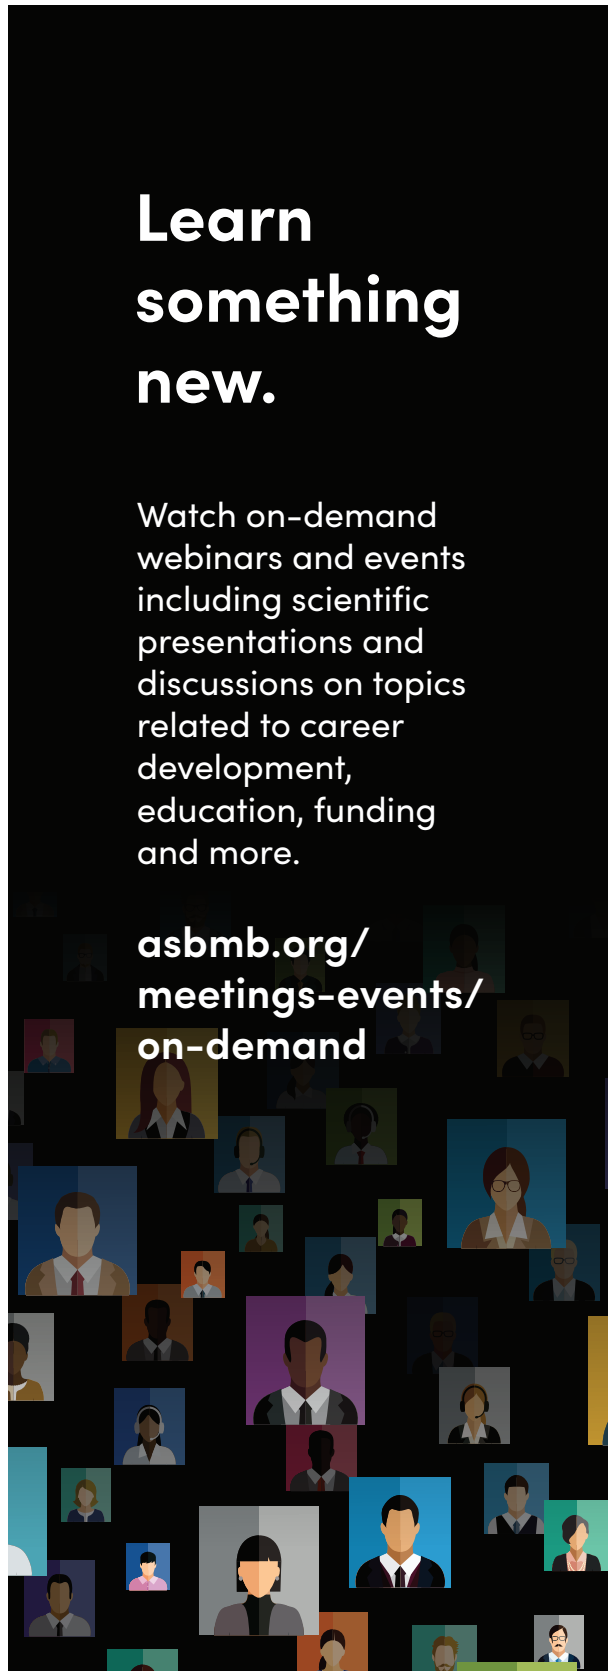 Learn
something
new.
Watch on-demand
webinars and events
including scientific
presentations and
discussions on topics
related to career
development,
education, funding
and more.
asbmb.org/
meetings-events/
on-demand